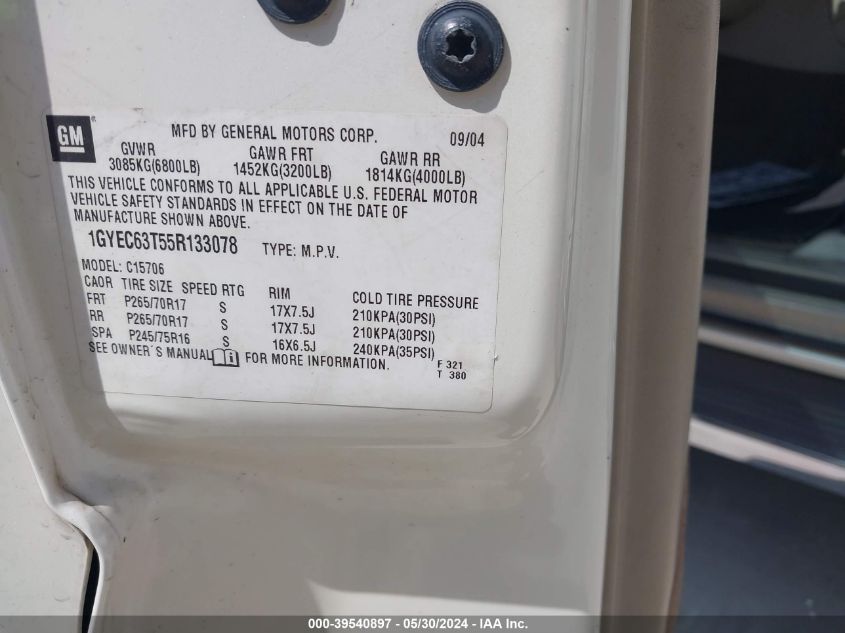 GM
MFD BY GENERAL MOTORS CORP. 09/04
GVWR GAWR FRT GAWR RR
3085KG(6800LB) 1452KG(3200LB) 1814KG(4000LB)
THIS VEHICLE CONFORMS TO ALL APPLICABLE U.S. FEDERAL MOTOR
VEHICLE SAFETY STANDARDS IN EFFECT ON THE DATE OF
MANUFACTURE SHOWN ABOVE.
1GYEC63T55R133078 TYPE: M.P.V.
MODEL: C15706
CAOR TIRE SIZE SPEED RTG RIM COLD TIRE PRESSURE
FRT P265/70R17 S 17X7.5J 210KPA(30PSI)
RR P265/70R17 S 17X7.5J 210KPA(30PSI)
SPA P245/75R16 S 16X6.5J 240KPA(35PSI)
SEE OWNER'S MANUAL i FOR MORE INFORMATION. F 321
T 380
000-39540897 - 05/30/2024 - IAA Inc.